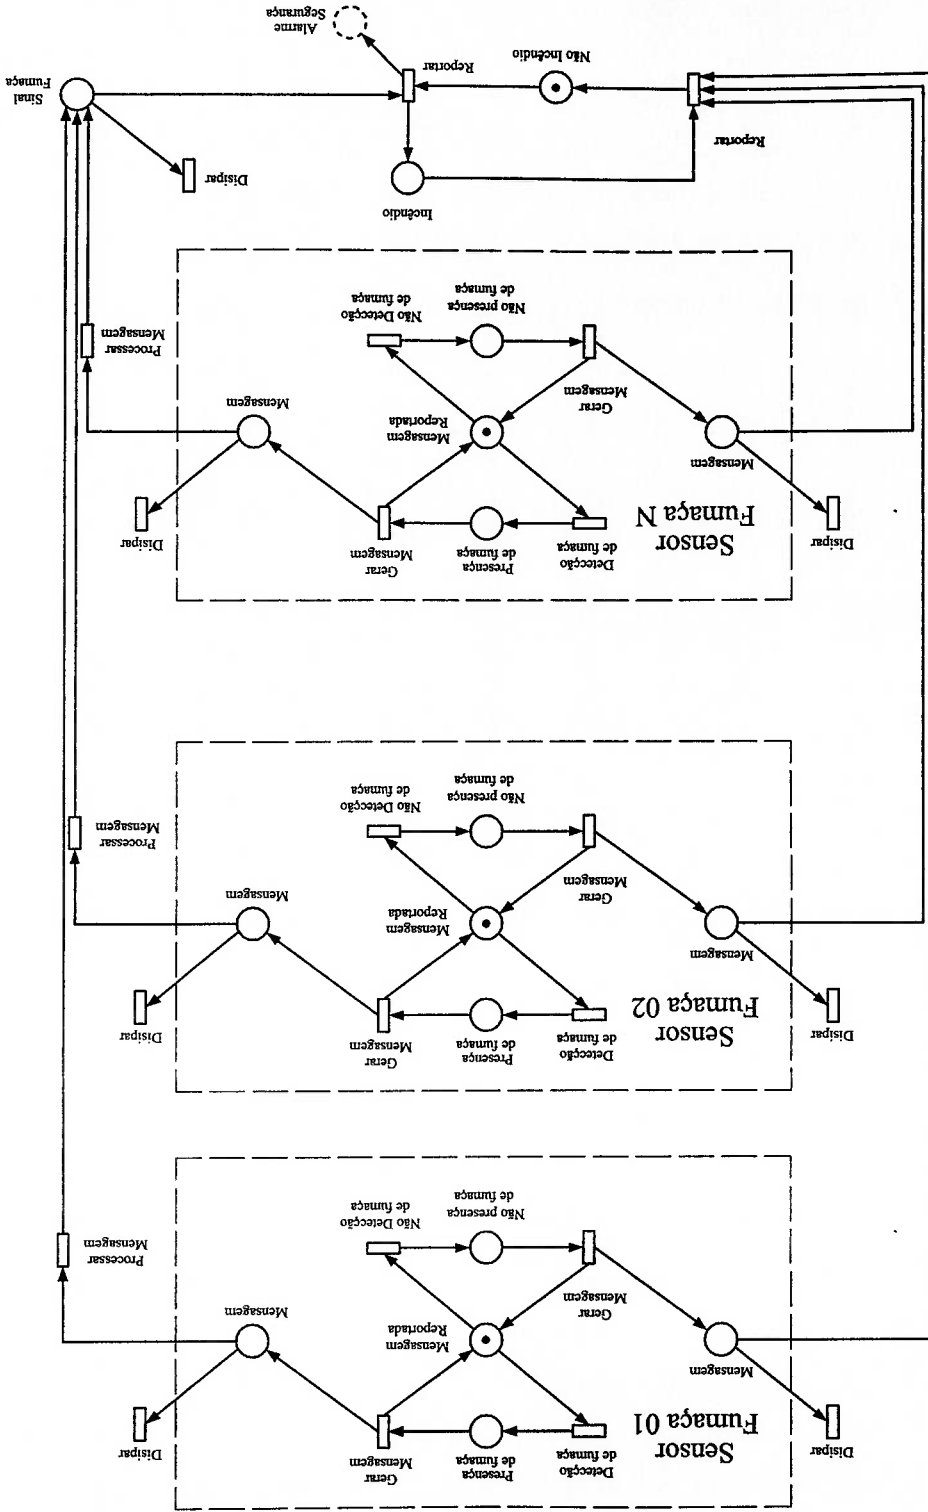 Sensor
Fumaça 01
Disipar
Detecção
de fumaça
Presença
de fumaça
Gerar
Mensagem
Disipar
Mensagem
Mensagem
Reportada
Mensagem
Gerar
Mensagem
Não presença
de fumaça
Não Detecção
de fumaça
Processar
Mensagem
Sensor
Fumaça 02
Disipar
Detecção
de fumaça
Presença
de fumaça
Gerar
Mensagem
Disipar
Mensagem
Mensagem
Reportada
Mensagem
Gerar
Mensagem
Não presença
de fumaça
Não Detecção
de fumaça
Processar
Mensagem
Sensor
Fumaça N
Disipar
Detecção
de fumaça
Presença
de fumaça
Gerar
Mensagem
Disipar
Mensagem
Mensagem
Reportada
Mensagem
Gerar
Mensagem
Não presença
de fumaça
Não Detecção
de fumaça
Processar
Mensagem
Incêndio
Disipar
Reportar
Não Incêndio
Reportar
Sinal
Fumaça
Alarme
Segurança